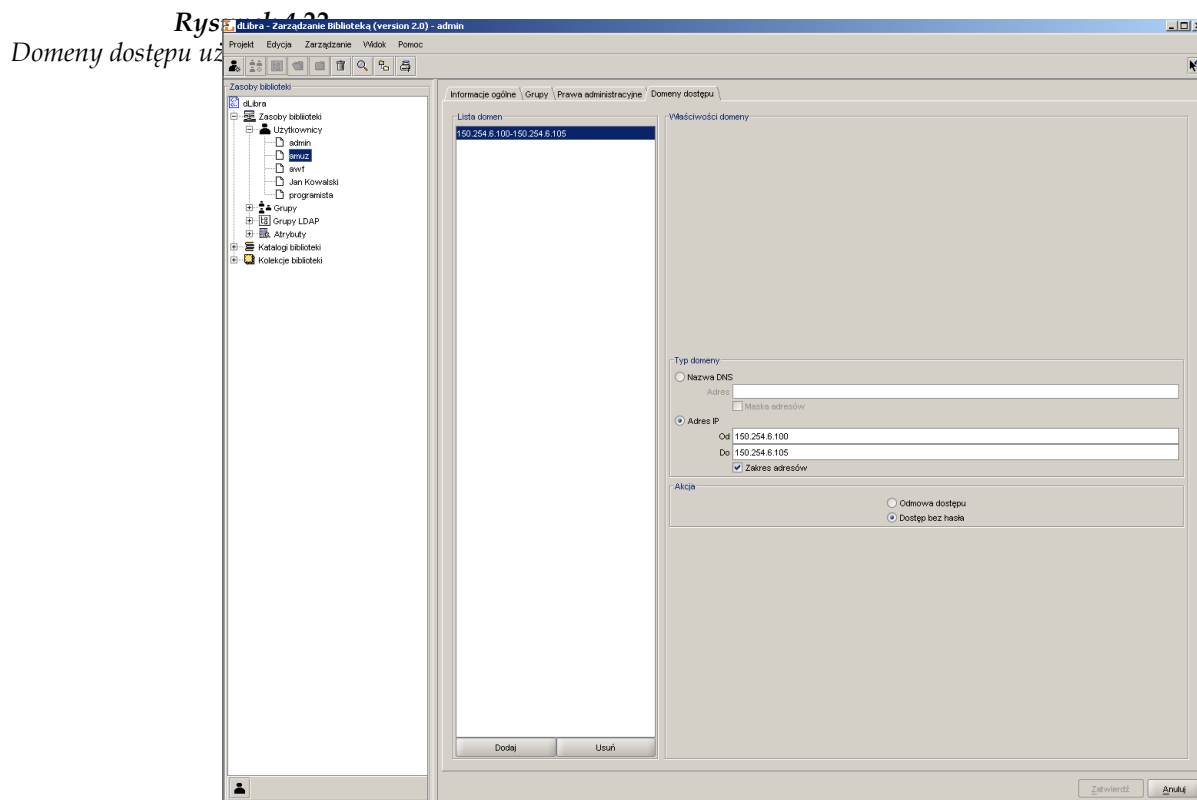 Rysunek 4.22
Domeny dostępu uż
dLibra - Zarządzanie Biblioteką (version 2.0) - admin
Projekt Edycja Zarządzanie Widok Pomoc
Zasoby biblioteki
dLibra
Zasoby biblioteki
Użytkownicy
admin
amuz
awf
Jan Kowalski
programista
Grupy
Grupy LDAP
Atrybuty
Katalogi biblioteki
Kolekcje biblioteki
Informacje ogólne Grupy Prawa administracyjne Domeny dostępu
Lista domen
150.254.6.100-150.254.6.105
Dodaj Usuń
Właściwości domeny
Typ domeny
Nazwa DNS
Adres
Maska adresów
Adres IP
Od 150.254.6.100
Do 150.254.6.105
Zakres adresów
Akcja
Odmowa dostępu
Dostęp bez hasła
Zatwierdź Anuluj